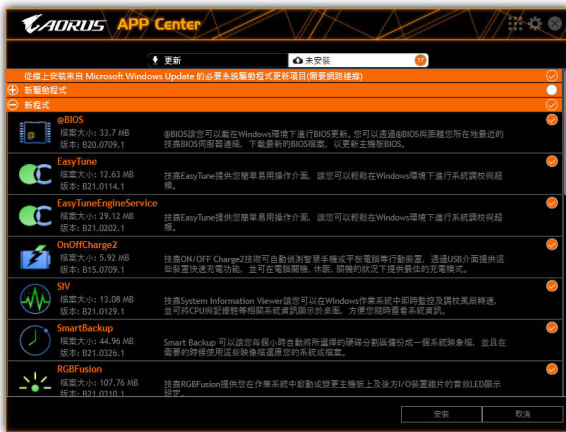 AORUS APP Center
更新
未安裝
17
從線上安裝來自 Microsoft Windows Update 的必要系統驅動程式更新項目(需要網路連線)
新驅動程式
新程式
@BIOS
檔案大小: 33.7 MB
版本: B20.0709.1
@BIOS讓您可以載在Windows環境下進行BIOS更新。您可以透過@BIOS與距離您所在地最近的
技嘉BIOS伺服器連結, 下載最新的BIOS檔案, 以更新主機板BIOS。
EasyTune
檔案大小: 12.63 MB
版本: B21.0114.1
技嘉EasyTune提供您簡單易用操作介面, 讓您可以輕鬆在Windows環境下進行系統調校與超
頻。
EasyTuneEngineService
檔案大小: 29.12 MB
版本: B21.0202.1
技嘉EasyTune提供您簡單易用操作介面, 讓您可以輕鬆在Windows環境下進行系統調校與超
頻。
OnOffCharge2
檔案大小: 5.92 MB
版本: B15.0709.1
技嘉ON/OFF Charge2技術可自動偵測智慧手機或平板電腦等行動裝置, 透過USB介面提供這
些裝置快速充電功能, 並可在電腦開機、休眠、關機的狀況下提供最佳的充電模式。
SIV
檔案大小: 13.08 MB
版本: B21.0129.1
技嘉System Information Viewer讓您可以在Windows作業系統中即時監控及調校風扇轉速,
並可將CPU與記憶體等相關系統資訊顯示於桌面, 方便您隨時查看系統資訊。
SmartBackup
檔案大小: 44.96 MB
版本: B21.0326.1
Smart Backup 可以讓您每個小時自動將所選擇的硬碟分割區備份成一個系統映象檔, 並且在
需要的時候使用這些映像檔還原您的系統或檔案。
RGBFusion
檔案大小: 107.76 MB
版本: B21.0310.1
技嘉RGBFusion提供您在作業系統中啟動或變更主機板上及後方I/O裝置鐵片的音效LED顯示
設定。
安裝
取消